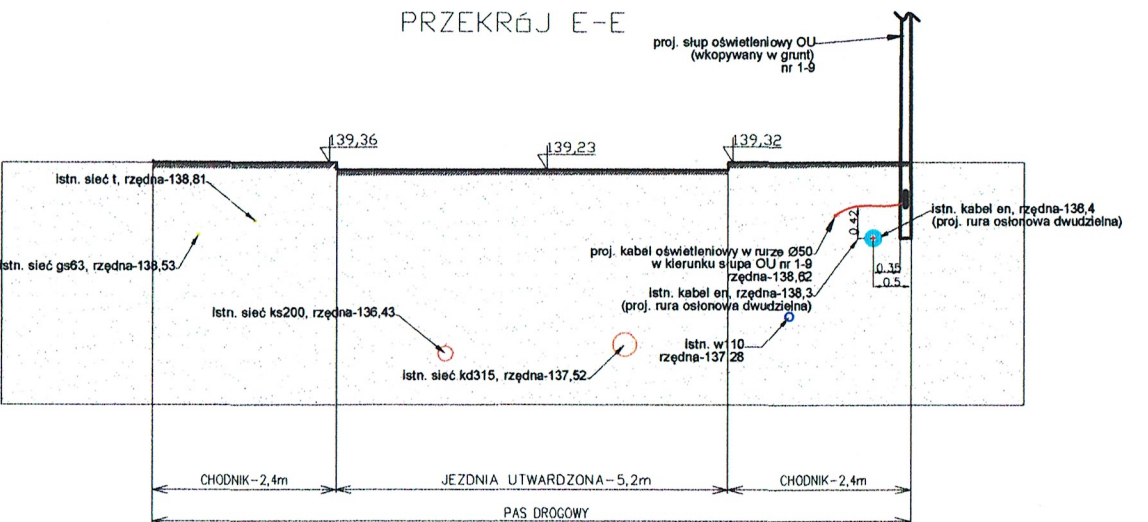 PRZEKRóJ E-E
proj. słup oświetleniowy OU
(wkopywany w grunt)
nr 1-9
139,36
139,23
139,32
istn. sieć t, rzędna-138,81
istn. sieć gs63, rzędna-138,53
istn. kabel en, rzędna-136,4
(proj. rura osłonowa dwudzielna)
0.42
proj. kabel oświetleniowy w rurze Ø50
w kierunku słupa OU nr 1-9
rzędna-138,62
istn. kabel en, rzędna-138,3
(proj. rura osłonowa dwudzielna)
0.35
0.5
istn. sieć ks200, rzędna-136,43
istn. w110
rzędna-137,28
istn. sieć kd315, rzędna-137,52
CHODNIK-2,4m
JEZDNIA UTWARDZONA-5,2m
CHODNIK-2,4m
PAS DROGOWY